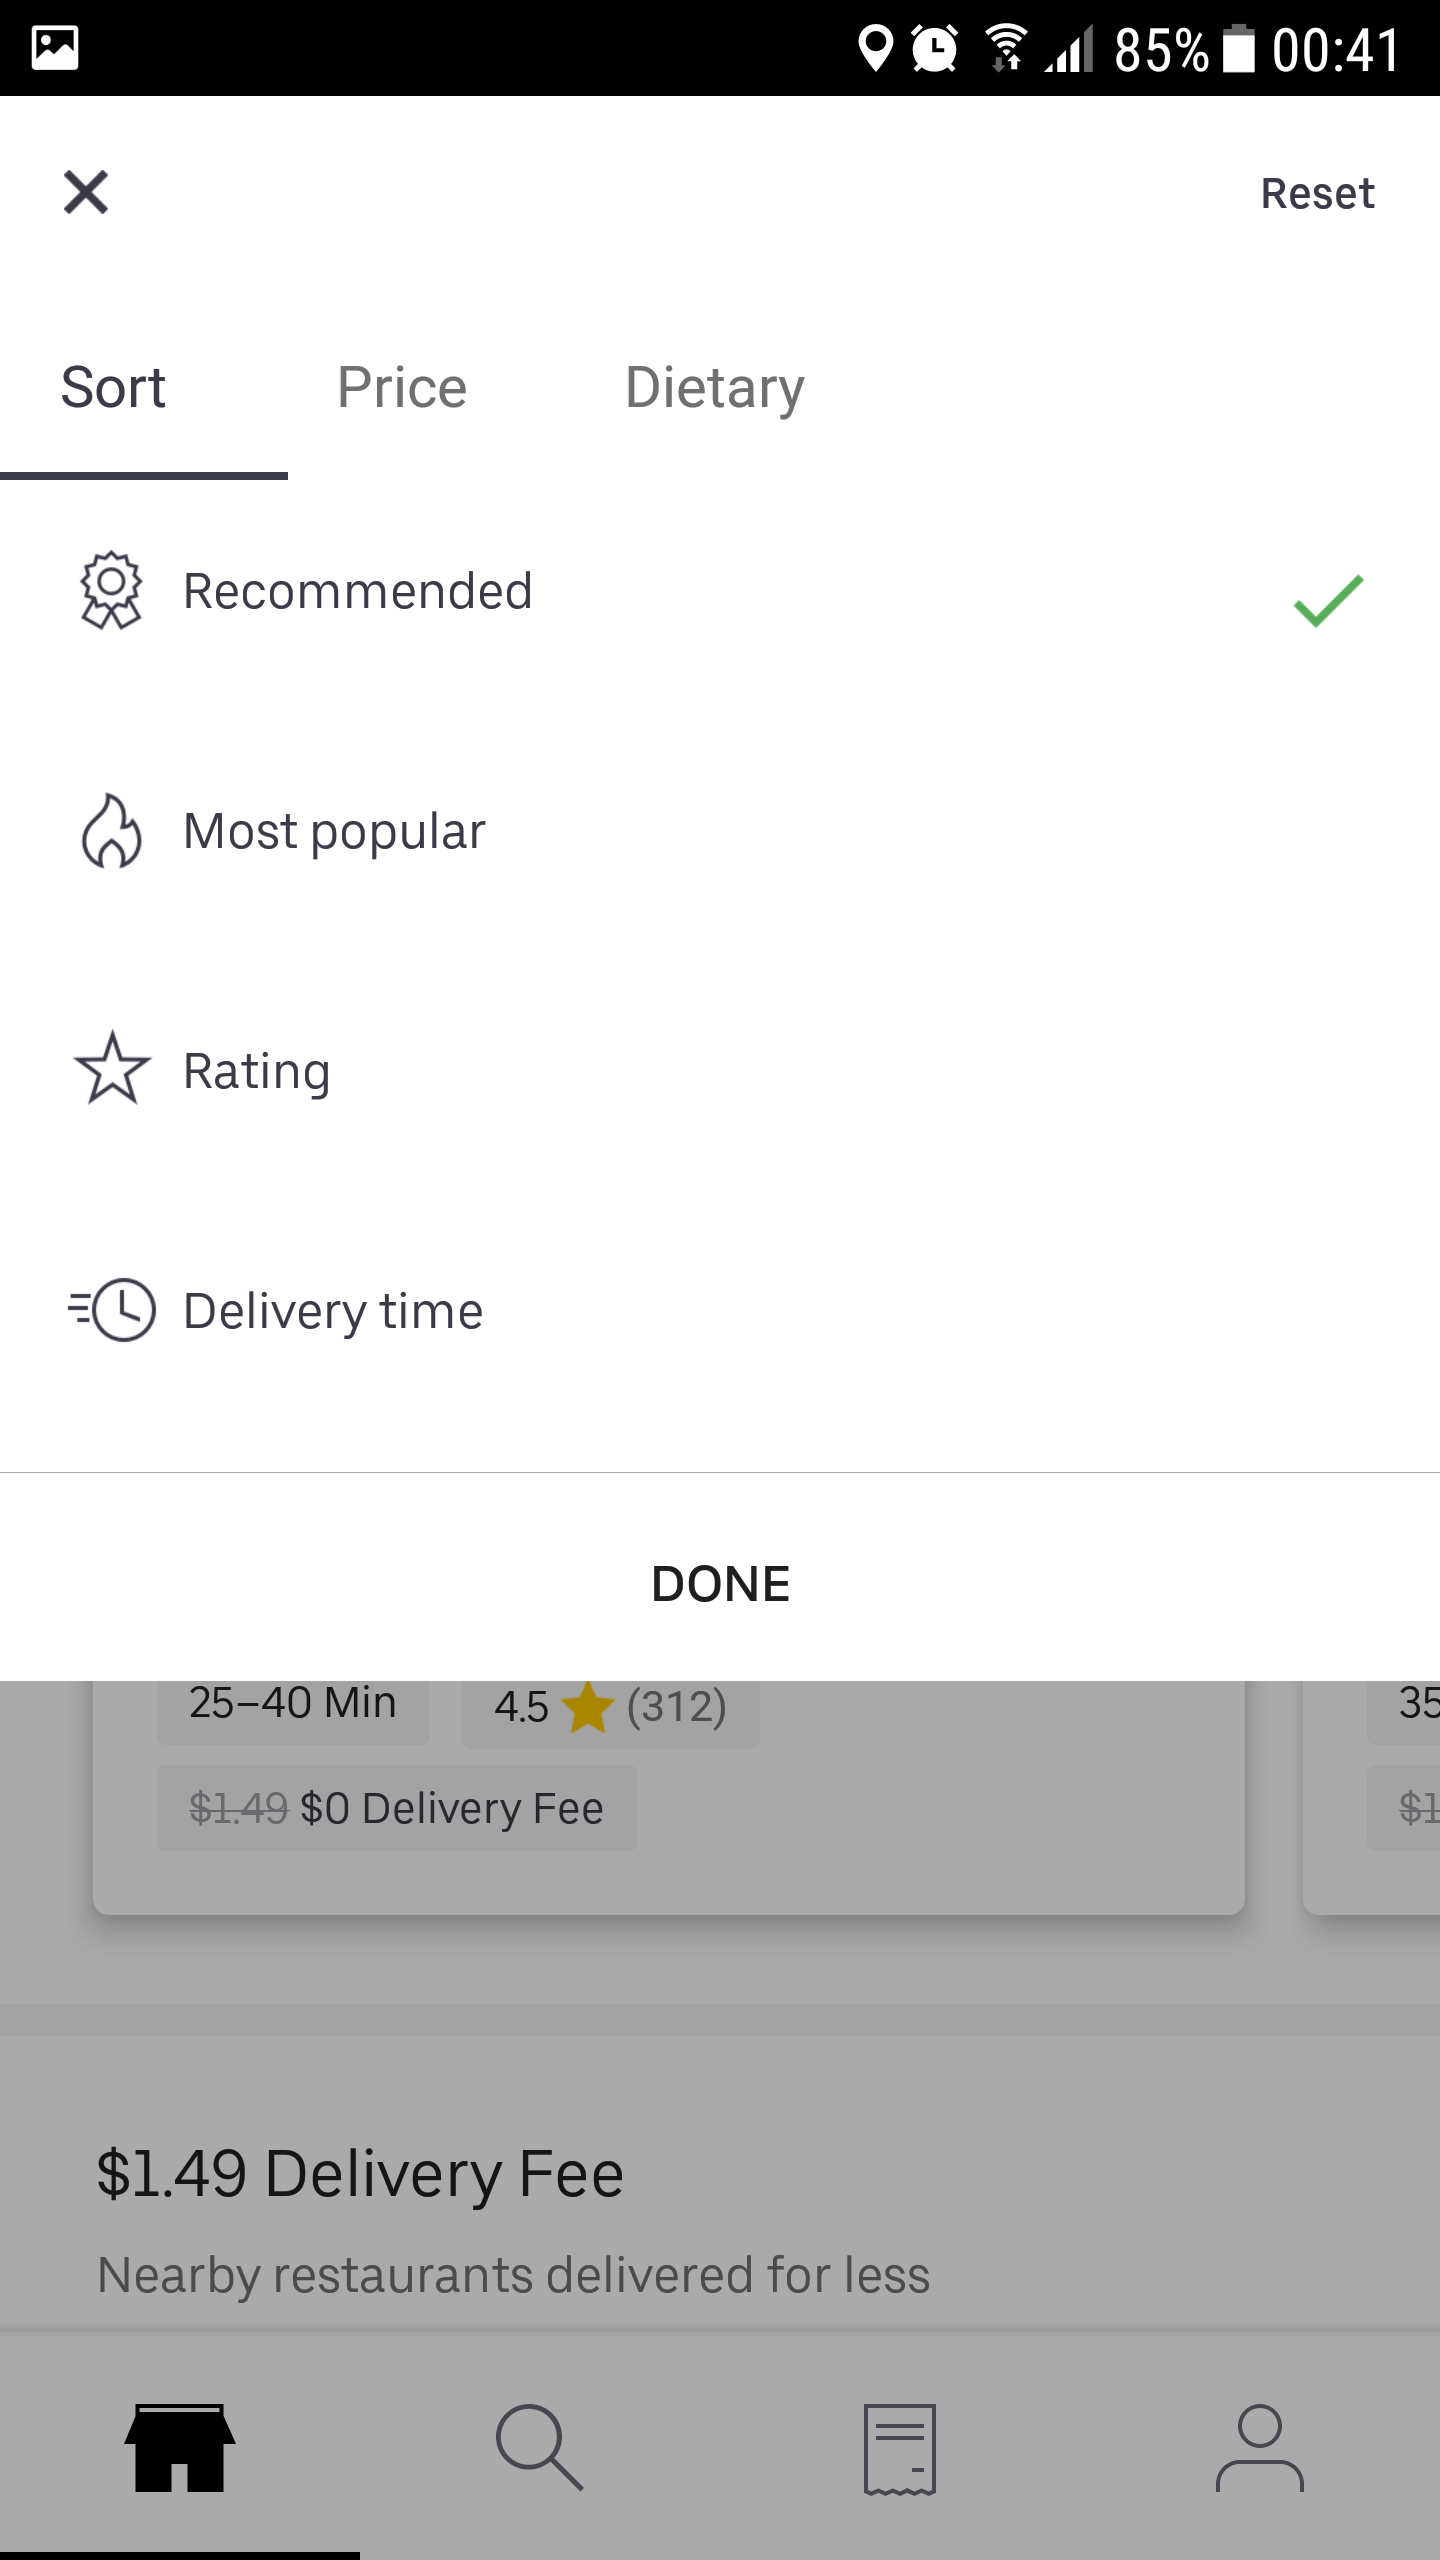 85% 00:41
Reset
Sort Price Dietary
Recommended
Most popular
Rating
Delivery time
DONE
25–40 Min 4.5 (312) 35
$1.49 $0 Delivery Fee $1
$1.49 Delivery Fee
Nearby restaurants delivered for less